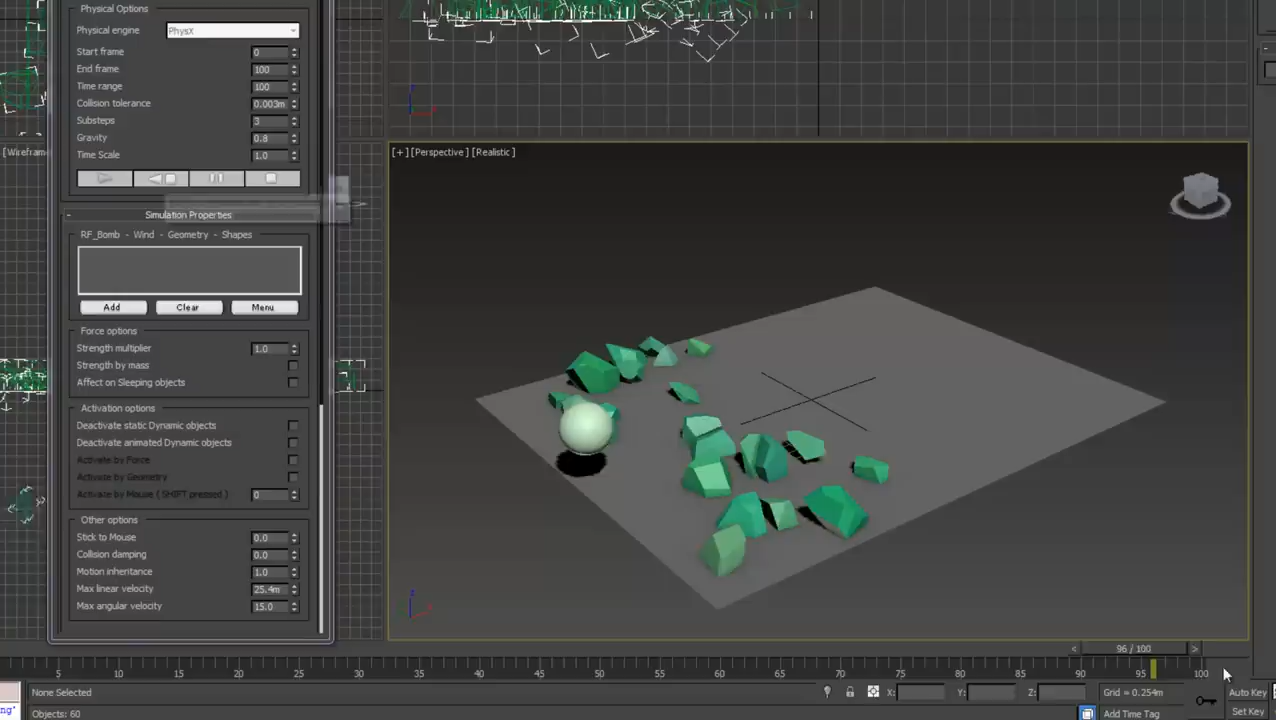 Physical Options
Physical engine PhysX
Start frame 0
End frame 100
Time range 100
Collision tolerance 0.003m
Substeps 3
Gravity 0.8
Time Scale 1.0
- Simulation Properties
RF_Bomb - Wind - Geometry - Shapes
Add Clear Menu
Force options
Strength multiplier 1.0
Strength by mass
Affect on Sleeping objects
Activation options
Deactivate static Dynamic objects
Deactivate animated Dynamic objects
Activate by Force
Activate by Geometry
Activate by Mouse ( SHIFT pressed ) 0
Other options
Stick to Mouse 0.0
Collision damping 0.0
Motion inheritance 1.0
Max linear velocity 25.4m
Max angular velocity 15.0
[Wirefram
[+] [Perspective] [Realistic]
< 96 / 100 >
5 10 15 20 25 30 35 40 45 50 55 60 65 70 75 80 85 90 95 100
None Selected X: Y: Z: Grid = 0.254m Auto Key
ng'
Objects: 60 Add Time Tag Set Key